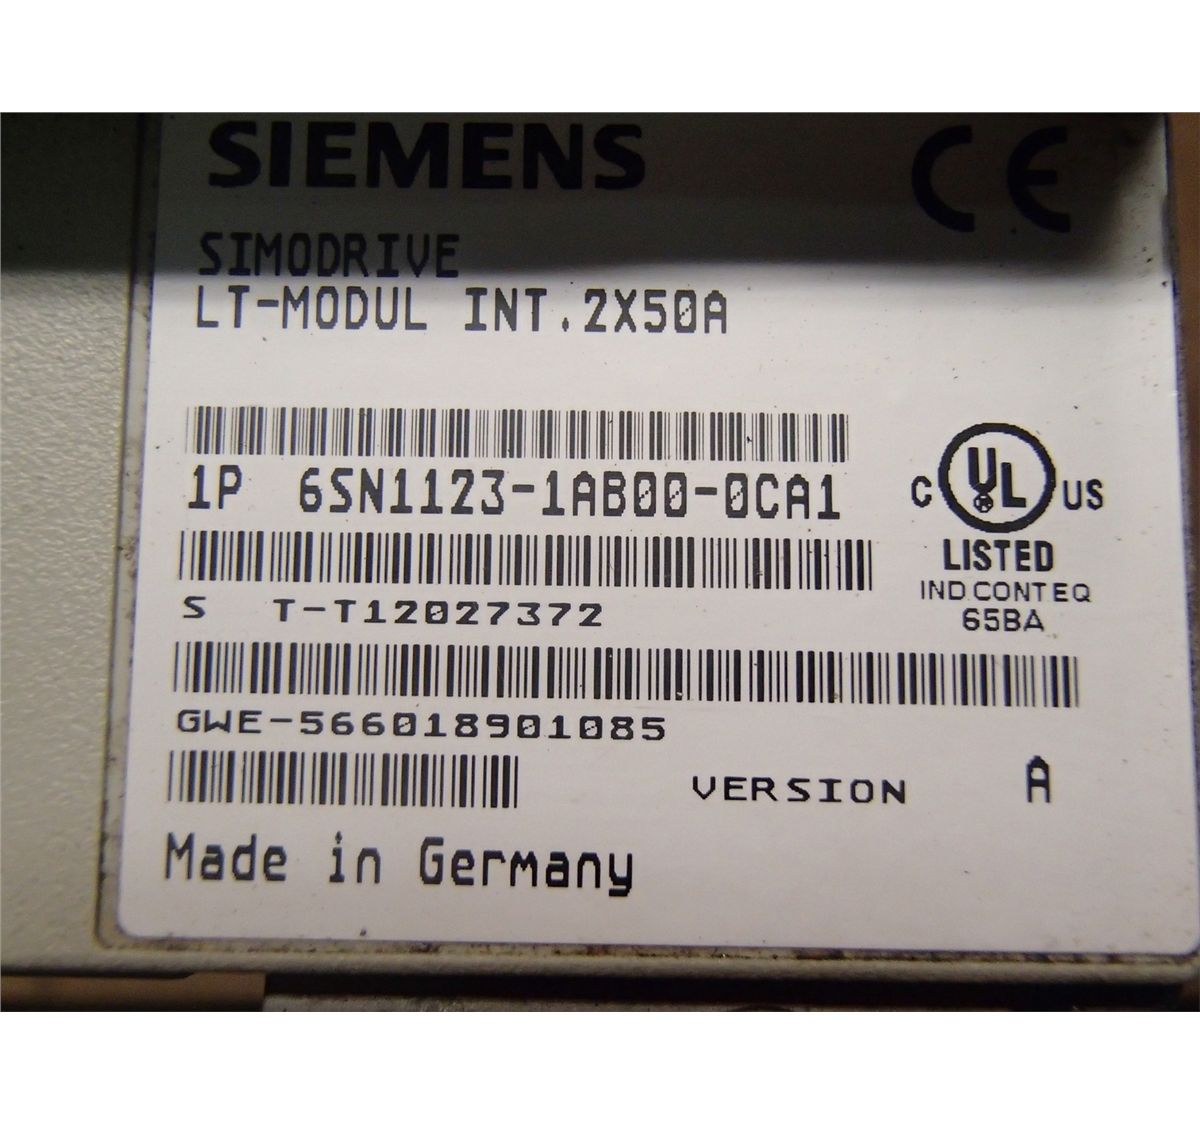 SIEMENS
CE
SIMODRIVE
LT-MODUL INT.2X50A
1P 6SN1123-1AB00-0CA1
C UL US
LISTED
IND.CONT.EQ
65BA
S T-T12027372
GWE-566018901085
VERSION A
Made in Germany